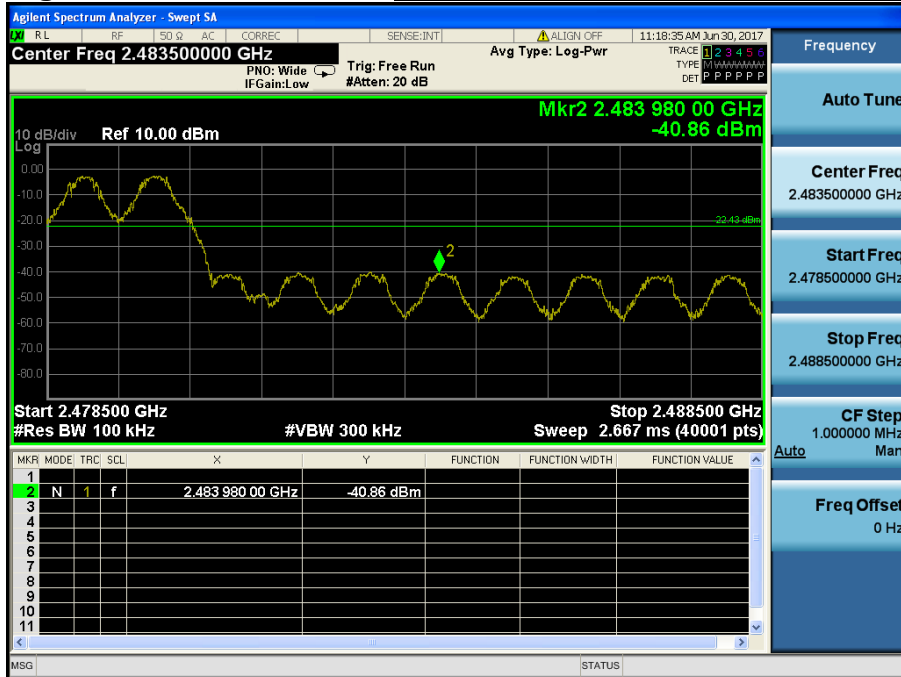 Agilent Spectrum Analyzer - Swept SA
LXI RL RF 50 Ω AC CORREC SENSE:INT ALIGN OFF 11:18:35 AM Jun 30, 2017
Center Freq 2.483500000 GHz
PNO: Wide
IFGain:Low
Trig: Free Run
#Atten: 20 dB
Avg Type: Log-Pwr
TRACE 1 2 3 4 5 6
TYPE M WWWWW
DET P P P P P P
Mkr2 2.483 980 00 GHz
-40.86 dBm
10 dB/div Ref 10.00 dBm
Log
0.00
-10.0
-20.0
-30.0
-40.0
-50.0
-60.0
-70.0
-80.0
-22.43 dBm
2
Start 2.478500 GHz Stop 2.488500 GHz
#Res BW 100 kHz #VBW 300 kHz Sweep 2.667 ms (40001 pts)
MKR MODE TRC SCL X Y FUNCTION FUNCTION WIDTH FUNCTION VALUE
1
2 N 1 f 2.483 980 00 GHz -40.86 dBm
3
4
5
6
7
8
9
10
11
MSG STATUS
Frequency
Auto Tune
Center Freq
2.483500000 GHz
Start Freq
2.478500000 GHz
Stop Freq
2.488500000 GHz
CF Step
1.000000 MHz
Auto Man
Freq Offset
0 Hz